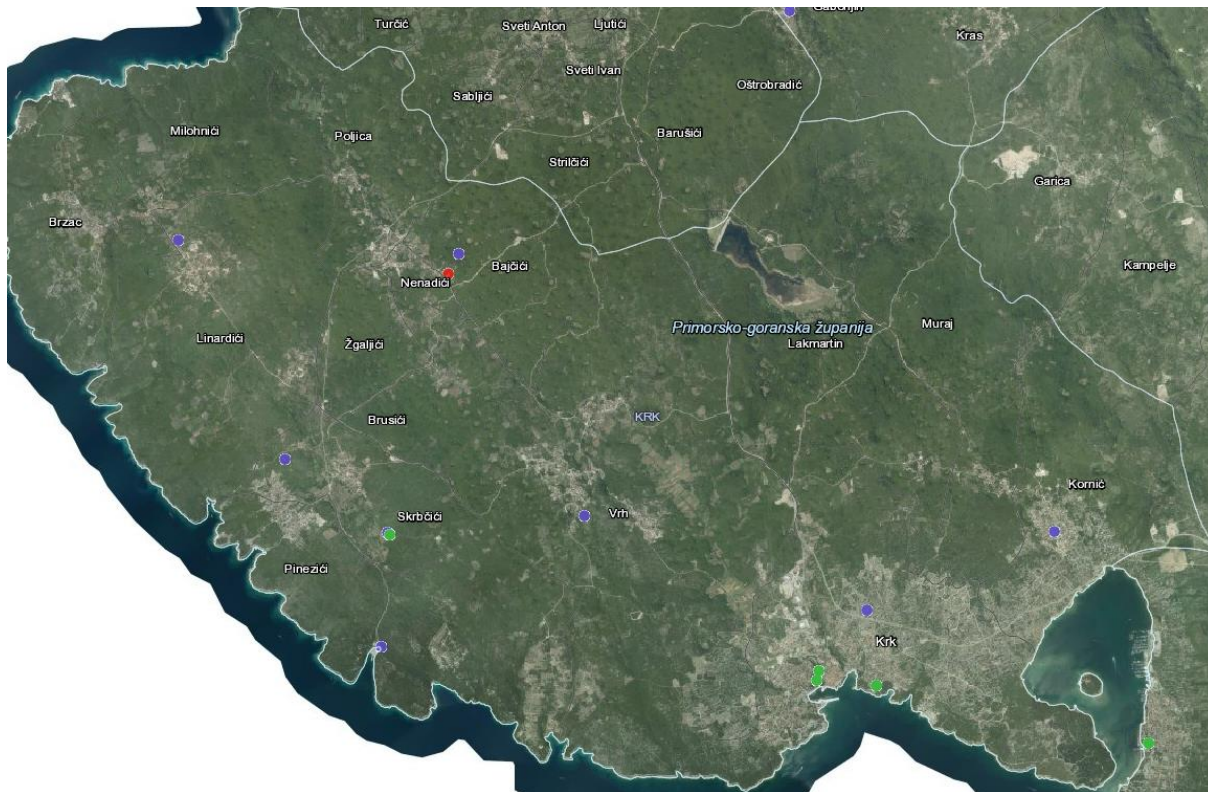 Turčić
Sveti Anton
Ljutići
Gabonjin
Kras
Sveti Ivan
Oštrobradić
Sabljići
Milohnići
Poljica
Barušići
Strilčići
Garica
Brzac
Bajčići
Kampelje
Nenadići
Muraj
Primorsko-goranska županija
Linardići
Žgaljići
Lakmartin
Brusići
KRK
Kornić
Skrbčići
Vrh
Pinezići
Krk